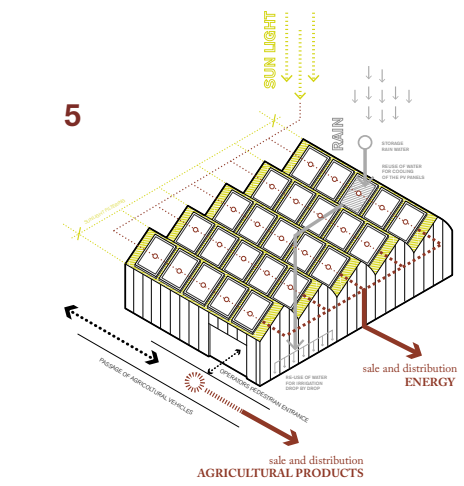 SUN LIGHT
RAIN
5
STORAGE
RAIN WATER
REUSE OF WATER
FOR COOLING
OF THE PV PANELS
RE-USE OF WATER
FOR IRRIGATION
DROP BY DROP
OPERATORS PEDESTRIAN ENTRANCE
PASSAGE OF AGRICOLTURAL VEHICLES
sale and distribution
ENERGY
sale and distribution
AGRICULTURAL PRODUCTS